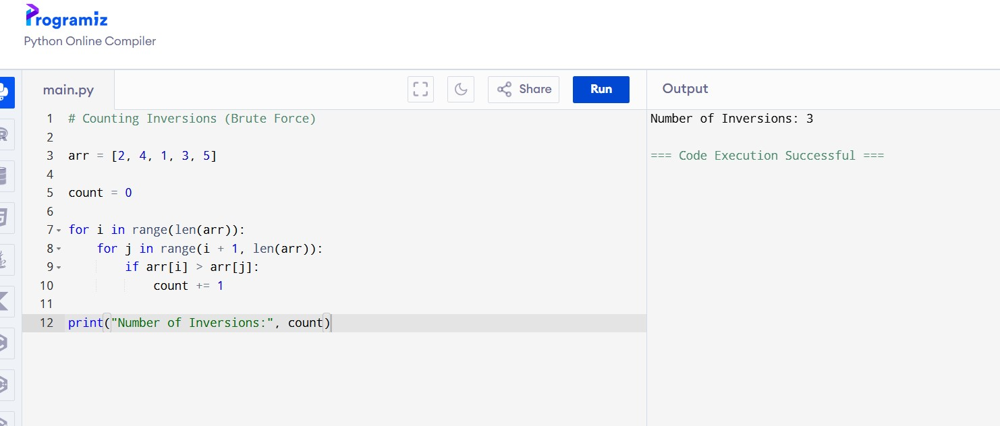 Programiz
Python Online Compiler
main.py
Share
Run
Output
1 # Counting Inversions (Brute Force)
2
3 arr = [2, 4, 1, 3, 5]
4
5 count = 0
6
7 for i in range(len(arr)):
8     for j in range(i + 1, len(arr)):
9         if arr[i] > arr[j]:
10             count += 1
11
12 print("Number of Inversions:", count)
Number of Inversions: 3
=== Code Execution Successful ===